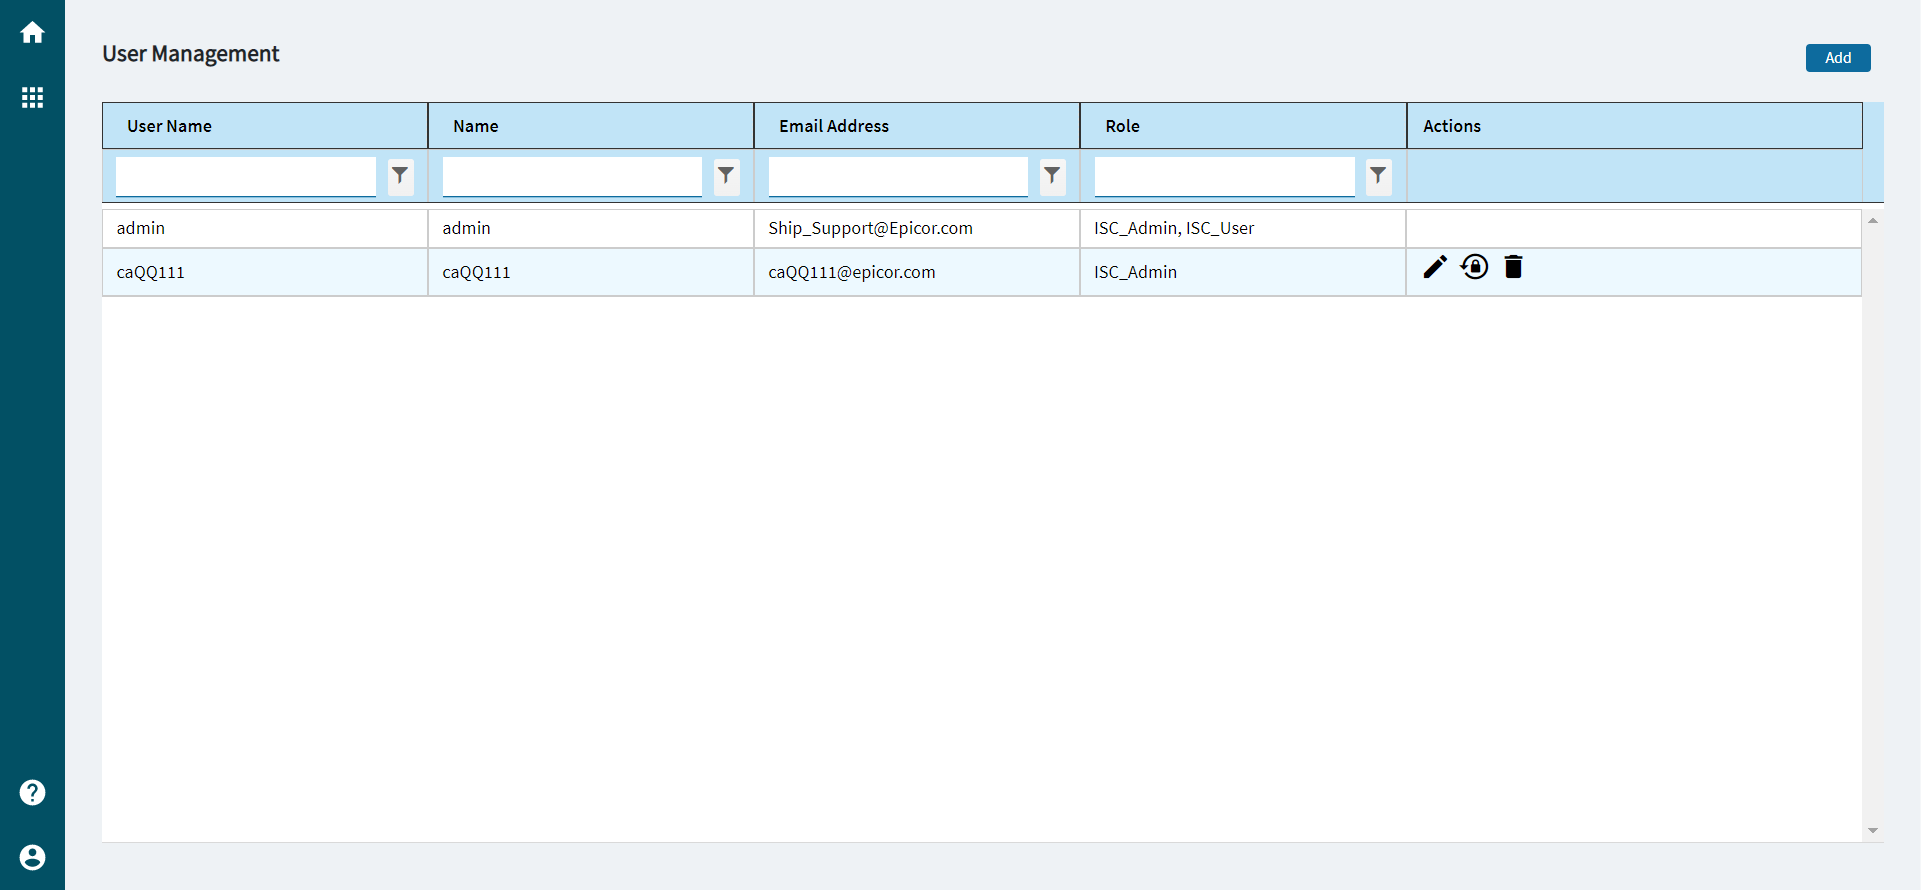 User Management
Add
User Name Name Email Address Role Actions
admin admin Ship_Support@Epicor.com ISC_Admin, ISC_User
caQQ111 caQQ111 caQQ111@epicor.com ISC_Admin